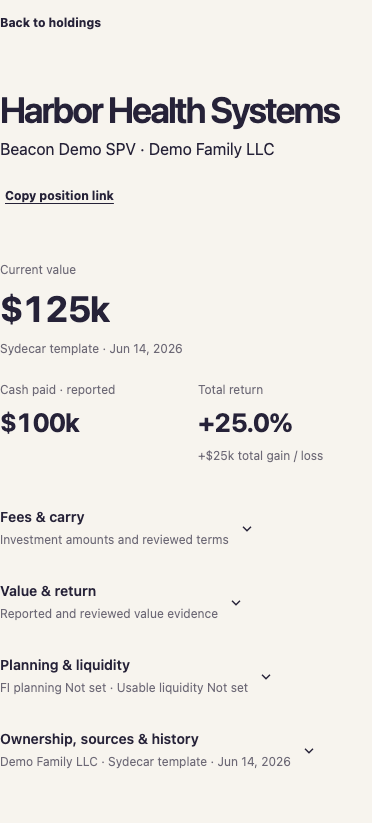 Back to holdings
Harbor Health Systems
Beacon Demo SPV · Demo Family LLC
Copy position link
Current value
$125k
Sydecar template · Jun 14, 2026
Cash paid · reported
$100k
Total return
+25.0%
+$25k total gain / loss
Fees & carry
Investment amounts and reviewed terms
Value & return
Reported and reviewed value evidence
Planning & liquidity
FI planning Not set · Usable liquidity Not set
Ownership, sources & history
Demo Family LLC · Sydecar template · Jun 14, 2026